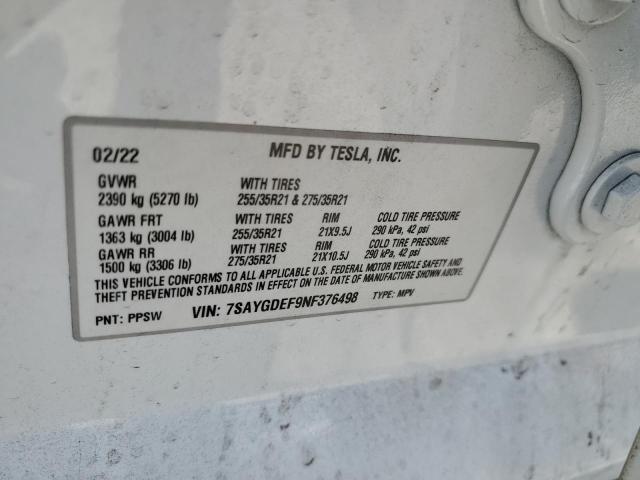 02/22 MFD BY TESLA, INC.
GVWR WITH TIRES
2390 kg (5270 lb) 255/35R21 & 275/35R21
GAWR FRT WITH TIRES RIM COLD TIRE PRESSURE
1363 kg (3004 lb) 255/35R21 21X9.5J 290 kPa, 42 psi
GAWR RR WITH TIRES RIM COLD TIRE PRESSURE
1500 kg (3306 lb) 275/35R21 21X10.5J 290 kPa, 42 psi
THIS VEHICLE CONFORMS TO ALL APPLICABLE U.S. FEDERAL MOTOR VEHICLE SAFETY AND
THEFT PREVENTION STANDARDS IN EFFECT ON THE DATE OF MANUFACTURE SHOWN ABOVE.
PNT: PPSW VIN: 7SAYGDEF9NF376498 TYPE: MPV